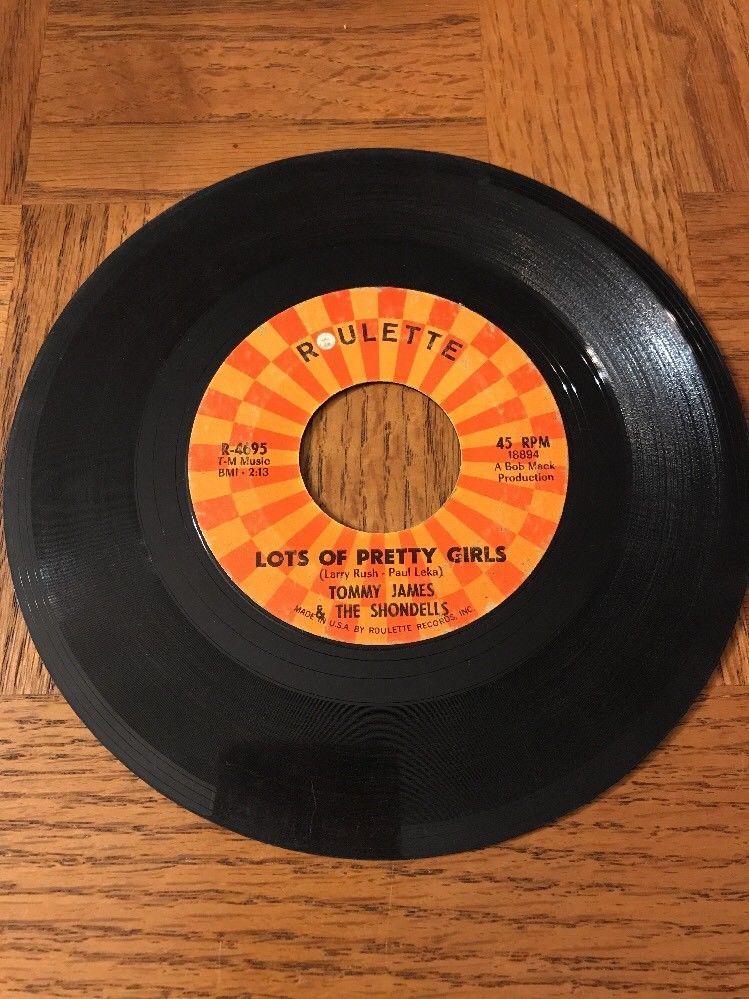 ROULETTE
R-4695
T-M Music
BMI - 2:13
45 RPM
18894
A Bob Mack
Production
LOTS OF PRETTY GIRLS
(Larry Rush - Paul Leka)
TOMMY JAMES
& THE SHONDELLS
MADE IN U.S.A. BY ROULETTE RECORDS, INC.